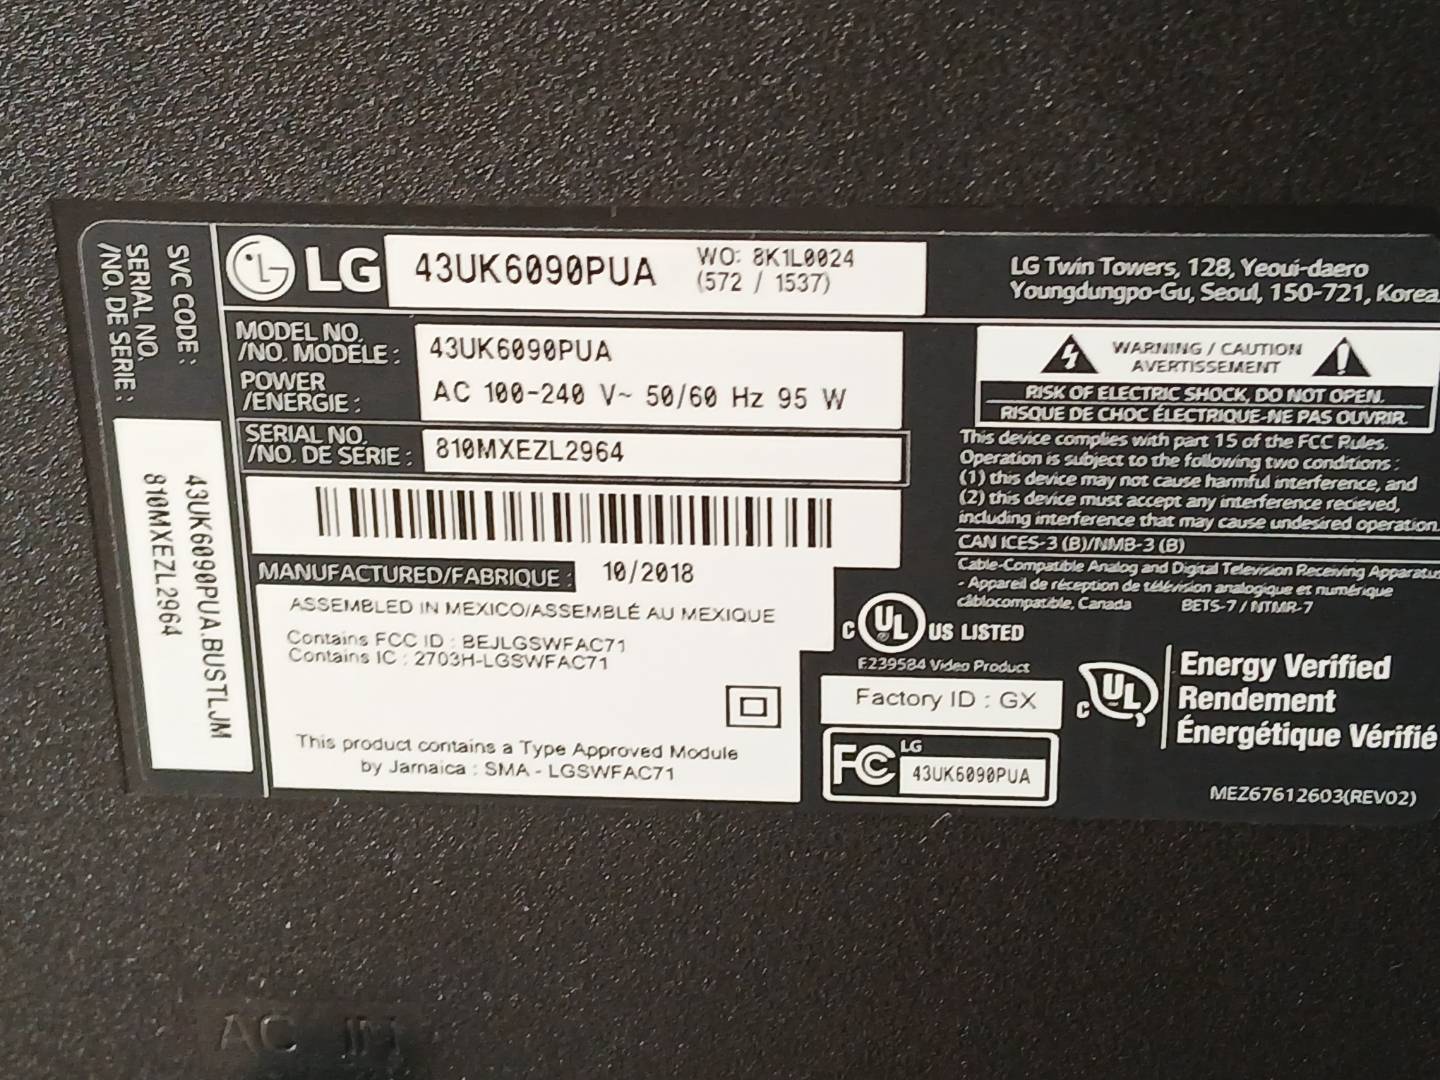 LG
43UK6090PUA
WO: 8K1L0024
(572 / 1537)
LG Twin Towers, 128, Yeoui-daero
Youngdungpo-Gu, Seoul, 150-721, Korea
MODEL NO.
/NO. MODÈLE :
43UK6090PUA
POWER
/ÉNERGIE :
AC 100-240 V~ 50/60 Hz 95 W
SERIAL NO.
/NO. DE SÉRIE :
810MXEZL2964
MANUFACTURED/FABRIQUÉ :
10/2018
ASSEMBLED IN MEXICO/ASSEMBLÉ AU MEXIQUE
Contains FCC ID : BEJLGSWFAC71
Contains IC : 2703H-LGSWFAC71
This product contains a Type Approved Module
by Jamaica : SMA - LGSWFAC71
SVC CODE :
43UK6090PUA.BUSTLJM
SERIAL NO.
/NO. DE SÉRIE :
810MXEZL2964
WARNING / CAUTION
AVERTISSEMENT
RISK OF ELECTRIC SHOCK, DO NOT OPEN.
RISQUE DE CHOC ÉLECTRIQUE-NE PAS OUVRIR.
This device complies with part 15 of the FCC Rules.
Operation is subject to the following two conditions :
(1) this device may not cause harmful interference, and
(2) this device must accept any interference recieved,
including interference that may cause undesired operation.
CAN ICES-3 (B)/NMB-3 (B)
Cable-Compatible Analog and Digital Television Receiving Apparatus
- Appareil de réception de télévision analogique et numérique
câblocompatible, Canada BETS-7 / NTMR-7
C UL US LISTED
E239584 Video Product
Factory ID : GX
FC LG
43UK6090PUA
C UL
Energy Verified
Rendement
Énergétique Vérifié
MEZ67612603(REV02)
AC IN